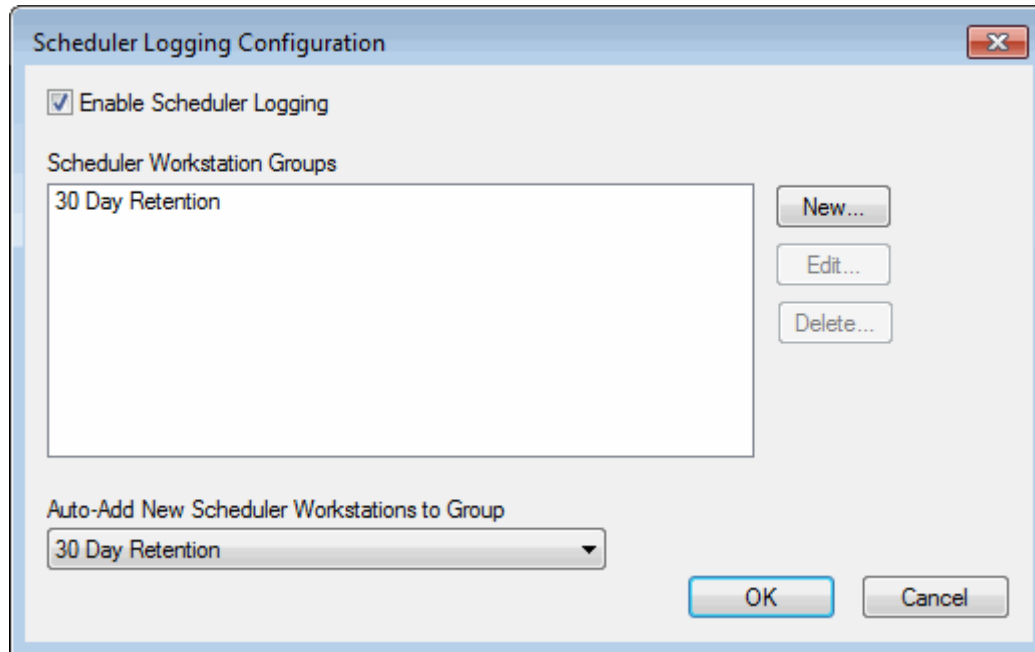 Scheduler Logging Configuration
Enable Scheduler Logging
Scheduler Workstation Groups
30 Day Retention
New...
Edit...
Delete...
Auto-Add New Scheduler Workstations to Group
30 Day Retention
OK
Cancel